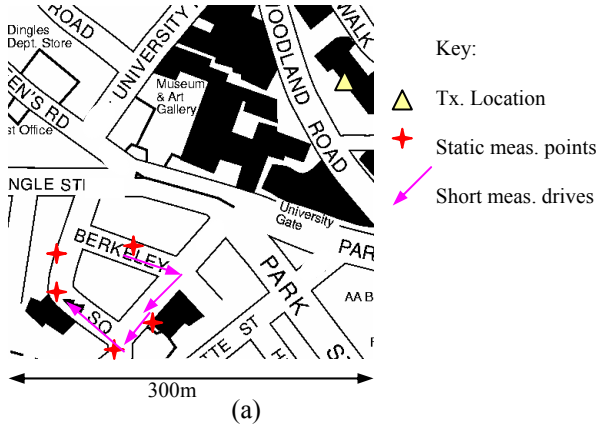 Dingles
Dept. Store
ROAD
UNIVERSITY
WOODLAND ROAD
WALK
EN'S RD
st Office
Museum
& Art
Gallery
NGLE ST
University
Gate
BERKELEY
SQ
PARK
PAR
AA B
TTE ST
300m
(a)
Key:
Tx. Location
Static meas. points
Short meas. drives